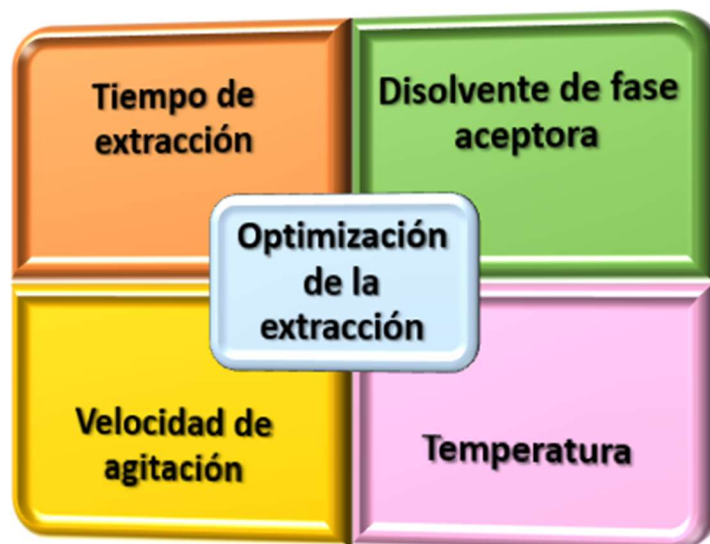 Tiempo de
extracción
Disolvente de fase
aceptora
Optimización
de la
extracción
Velocidad de
agitación
Temperatura